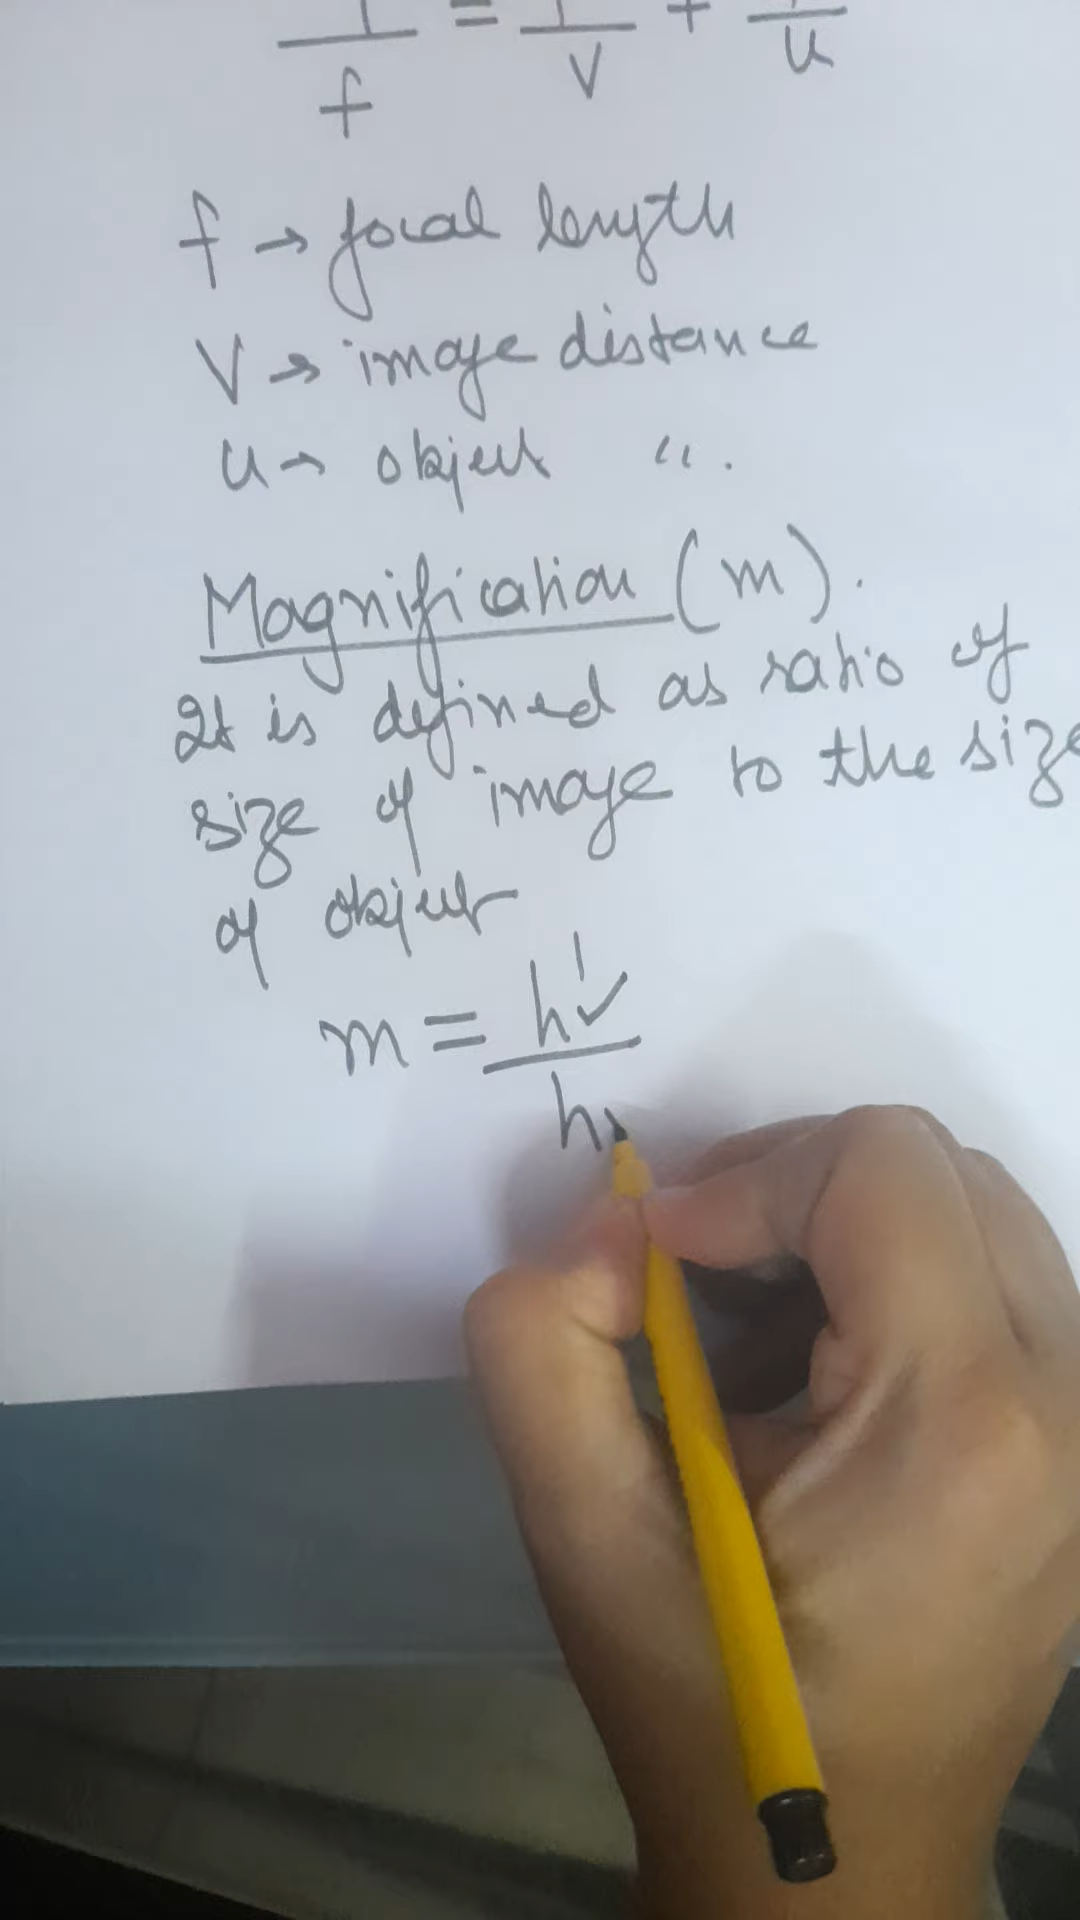 1/f = 1/v + 1/u
f → focal length
V → image distance
u → object " .
Magnification (m).
It is defined as ratio of
size of image to the size
of object
m = h'/h